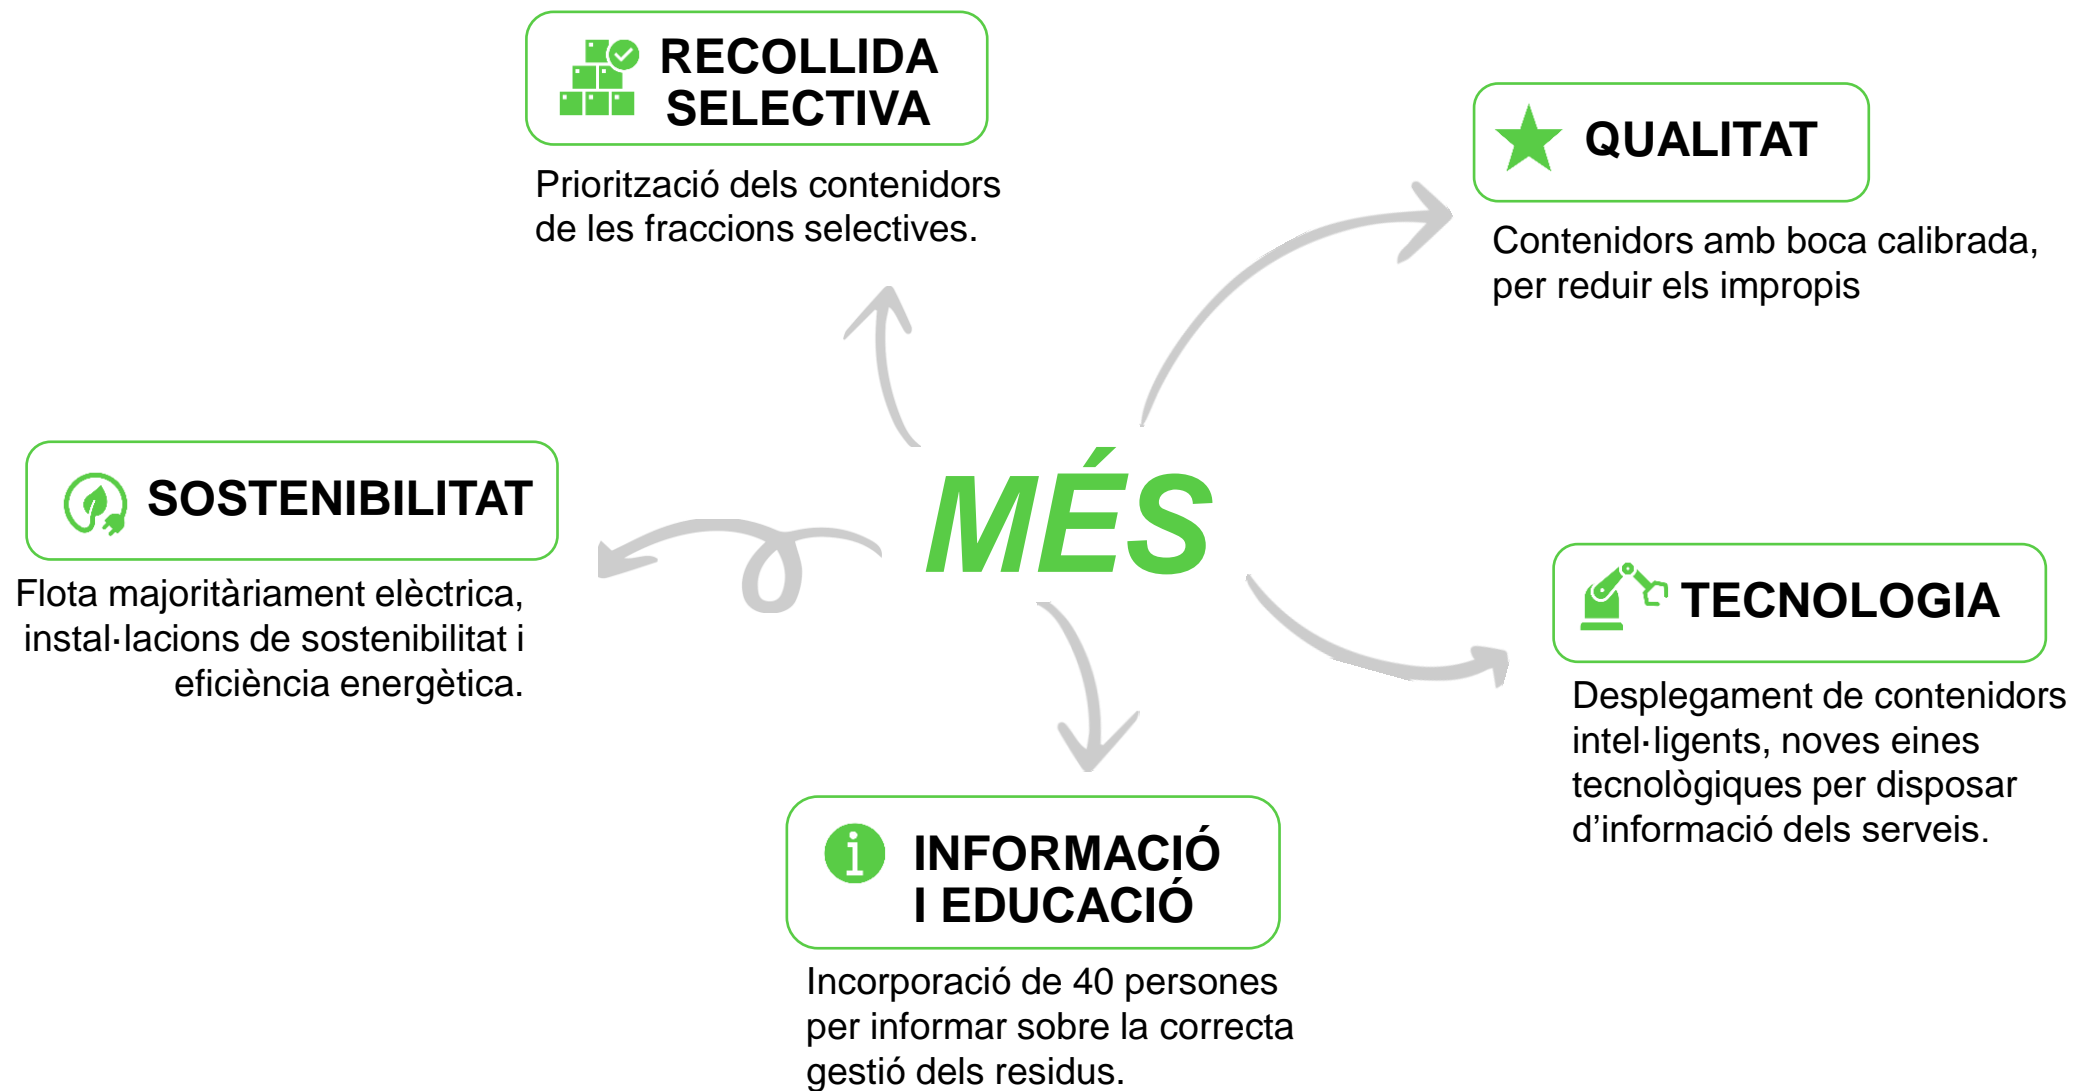 RECOLLIDA
SELECTIVA
Priorització dels contenidors
de les fraccions selectives.
QUALITAT
Contenidors amb boca calibrada,
per reduir els impropis
SOSTENIBILITAT
Flota majoritàriament elèctrica,
instal·lacions de sostenibilitat i
eficiència energètica.
MÉS
TECNOLOGIA
Desplegament de contenidors
intel·ligents, noves eines
tecnològiques per disposar
d’informació dels serveis.
INFORMACIÓ
I EDUCACIÓ
Incorporació de 40 persones
per informar sobre la correcta
gestió dels residus.